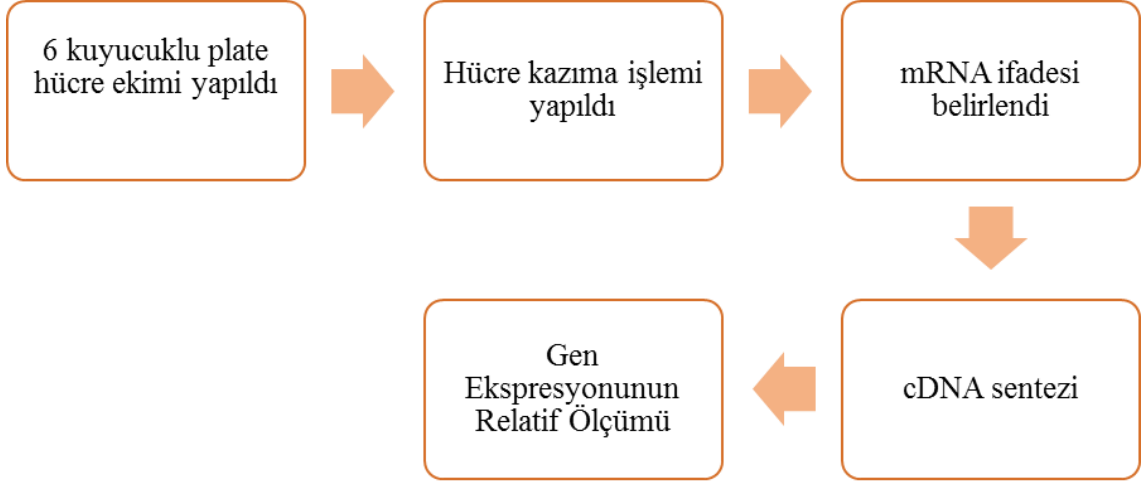 6 kuyucuklu plate
hücre ekimi yapıldı
Hücre kazıma işlemi
yapıldı
mRNA ifadesi
belirlendi
cDNA sentezi
Gen
Ekspresyonunun
Relatif Ölçümü